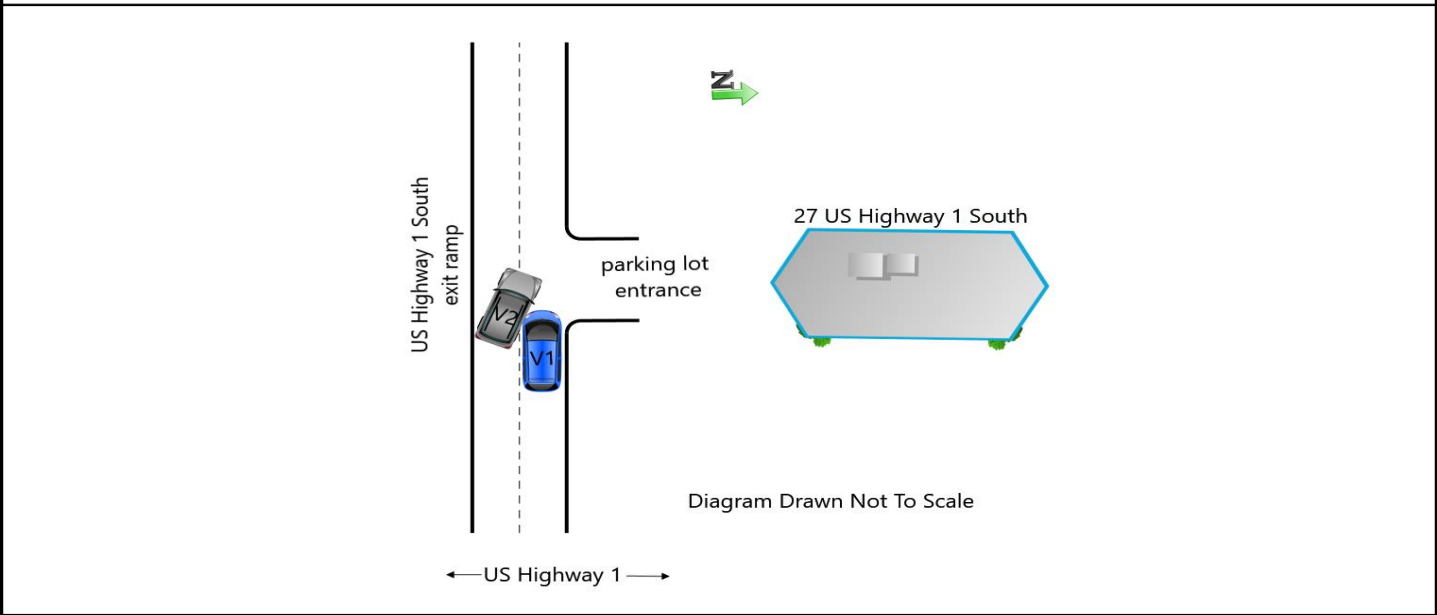 N
27 US Highway 1 South
US Highway 1 South
exit ramp
parking lot
entrance
V2
V1
Diagram Drawn Not To Scale
US Highway 1